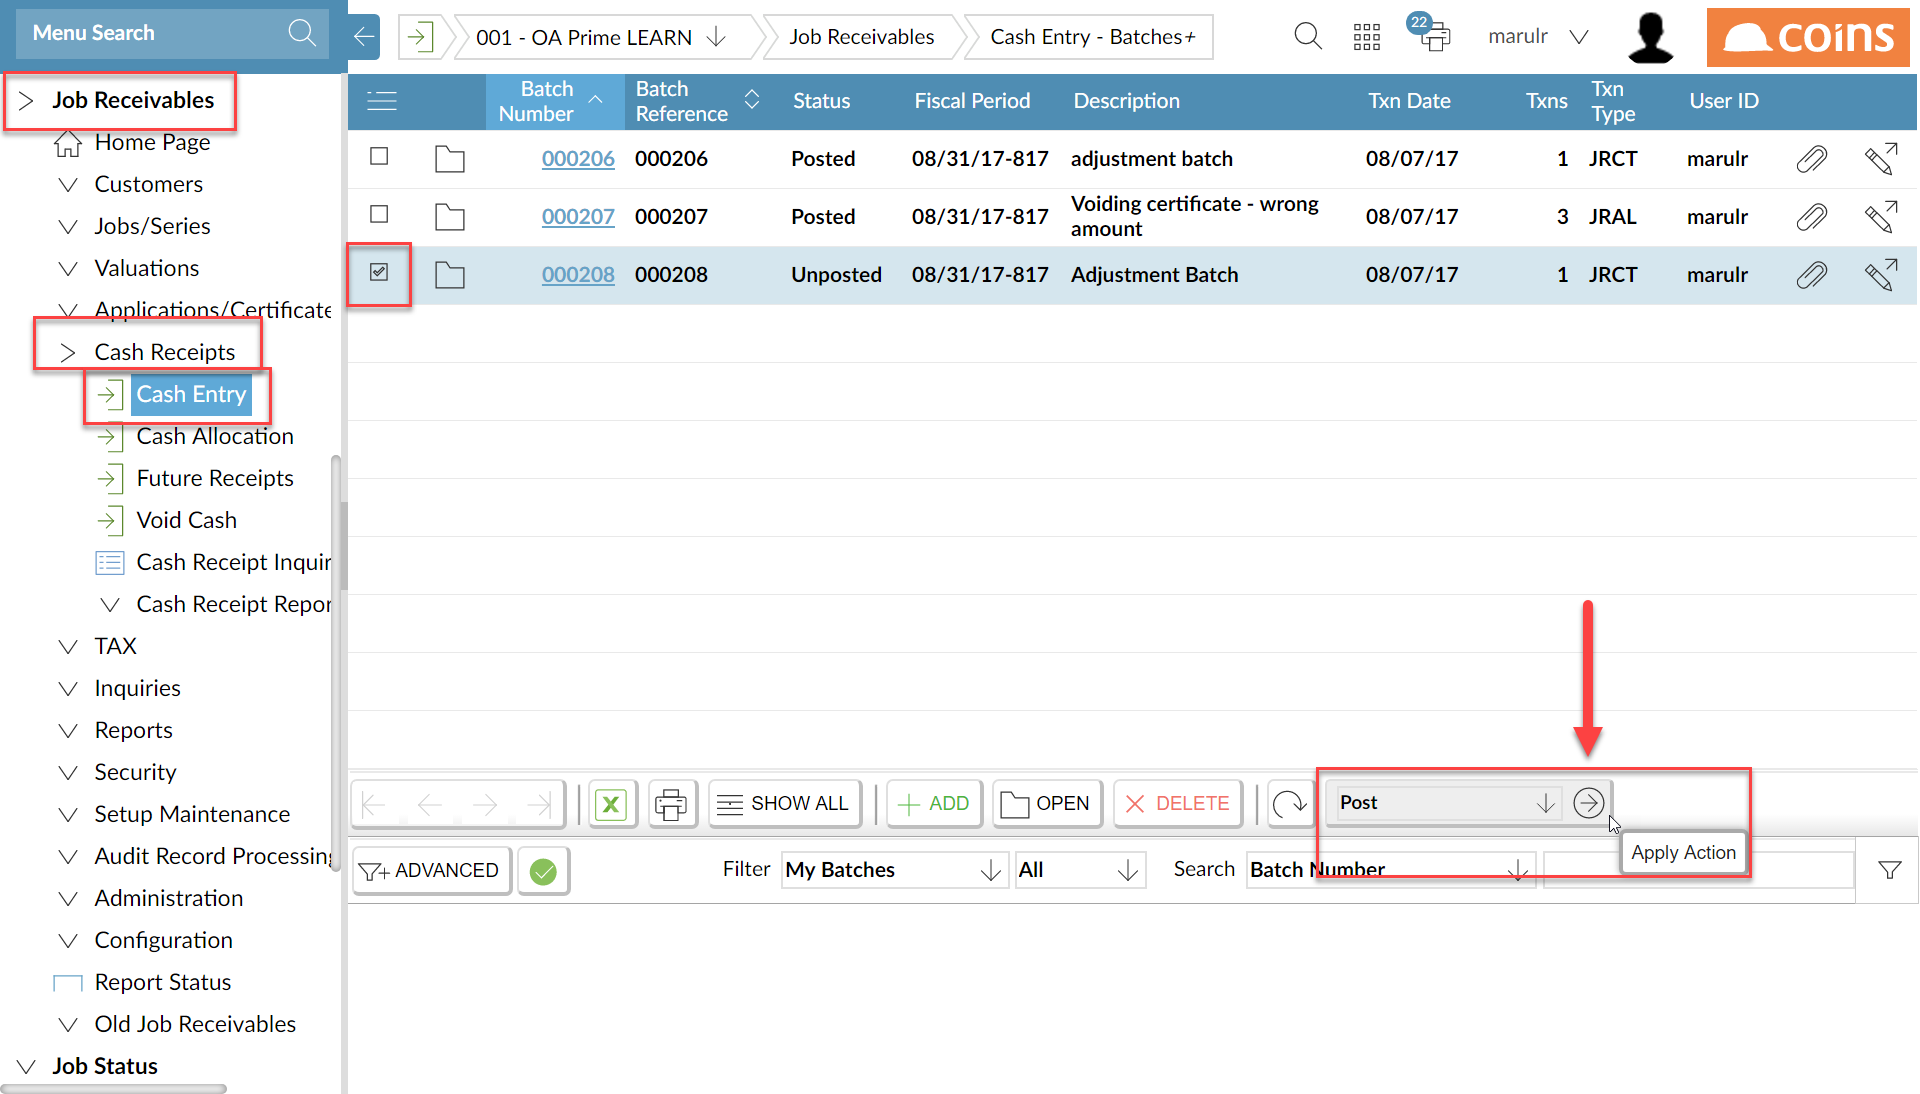 Menu Search
001 - OA Prime LEARN
Job Receivables
Cash Entry - Batches+
22
marulr
coins
Job Receivables
Home Page
Customers
Jobs/Series
Valuations
Applications/Certificate
Cash Receipts
Cash Entry
Cash Allocation
Future Receipts
Void Cash
Cash Receipt Inquir
Cash Receipt Repor
TAX
Inquiries
Reports
Security
Setup Maintenance
Audit Record Processing
Administration
Configuration
Report Status
Old Job Receivables
Job Status
Batch Number Batch Reference Status Fiscal Period Description Txn Date Txns Txn Type User ID
000206 000206 Posted 08/31/17-817 adjustment batch 08/07/17 1 JRCT marulr
000207 000207 Posted 08/31/17-817 Voiding certificate - wrong amount 08/07/17 3 JRAL marulr
000208 000208 Unposted 08/31/17-817 Adjustment Batch 08/07/17 1 JRCT marulr
X SHOW ALL ADD OPEN DELETE Post
Apply Action
ADVANCED Filter My Batches All Search Batch Number